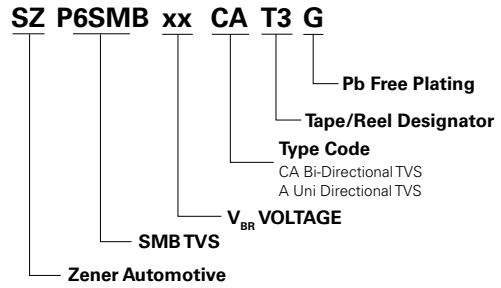 SZ P6SMB xx CA T3 G
Pb Free Plating
Tape/Reel Designator
Type Code
CA Bi-Directional TVS
A Uni Directional TVS
VBR VOLTAGE
SMB TVS
Zener Automotive